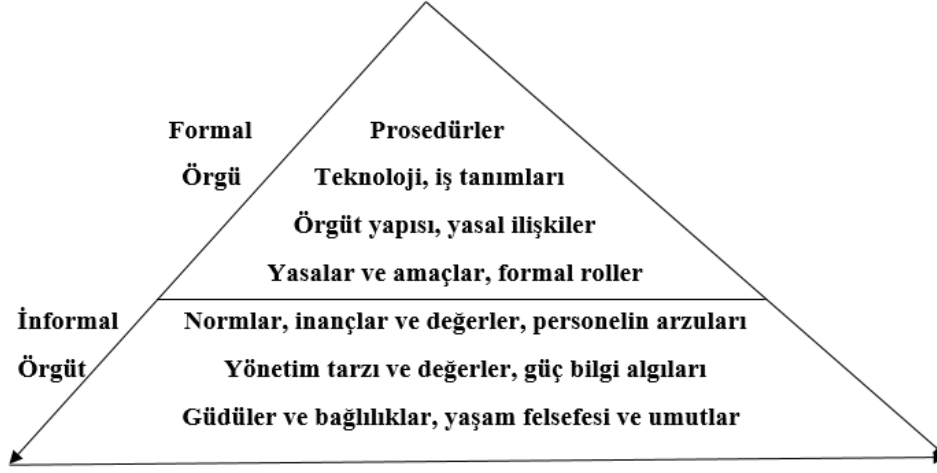 Formal Prosedürler
Örgü Teknoloji, iş tanımları
Örgüt yapısı, yasal ilişkiler
Yasalar ve amaçlar, formal roller
İnformal Normlar, inançlar ve değerler, personelin arzuları
Örgüt Yönetim tarzı ve değerler, güç bilgi algıları
Güdüler ve bağlılıklar, yaşam felsefesi ve umutlar